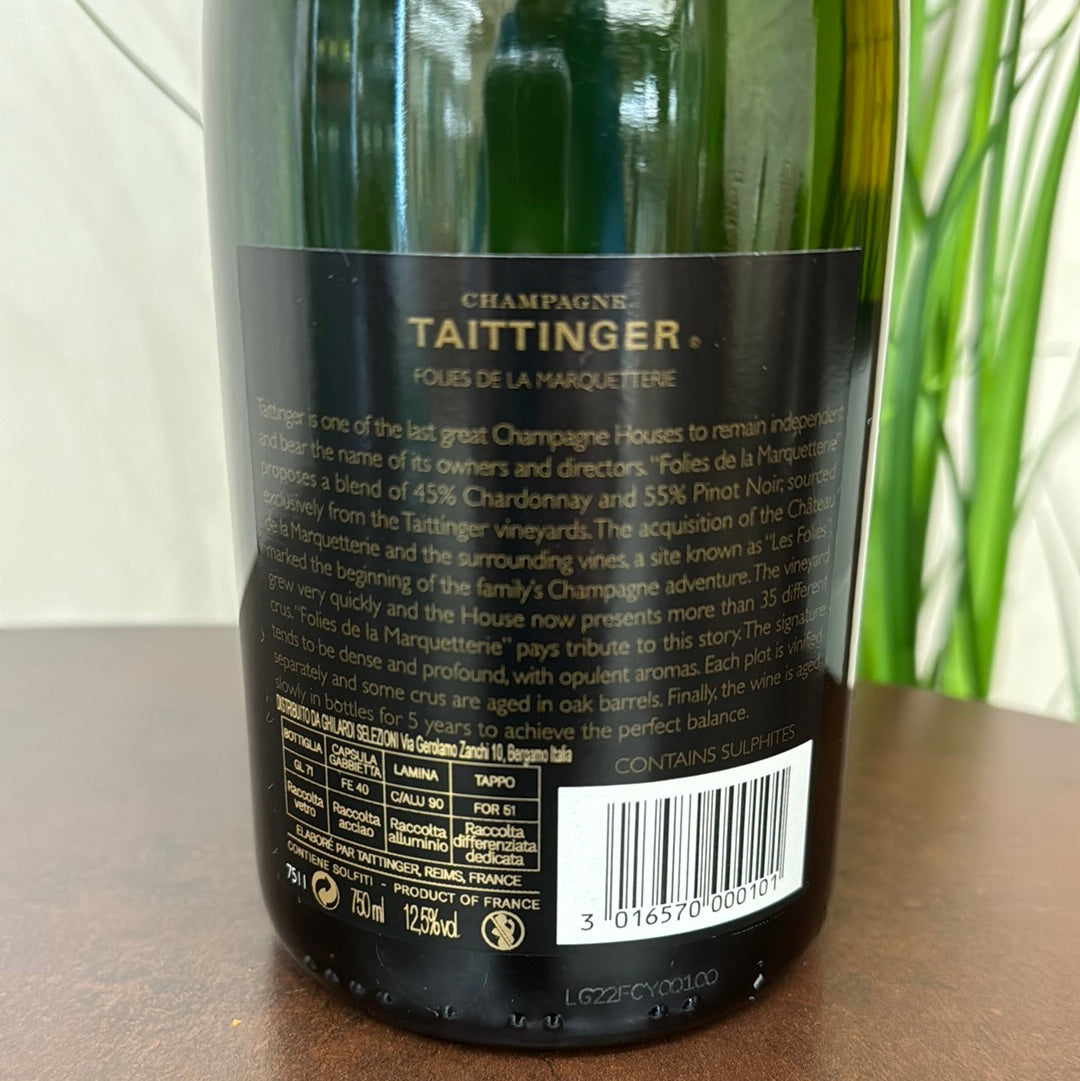 CHAMPAGNE
TAITTINGER ®
FOLIES DE LA MARQUETTERIE
Taittinger is one of the last great Champagne Houses to remain independent
and bear the name of its owners and directors. "Folies de la Marquetterie"
proposes a blend of 45% Chardonnay and 55% Pinot Noir, sourced
exclusively from the Taittinger vineyards. The acquisition of the Château
de la Marquetterie and the surrounding vines, a site known as "Les Folies",
marked the beginning of the family's Champagne adventure. The vineyard
grew very quickly and the House now presents more than 35 different
crus. "Folies de la Marquetterie" pays tribute to this story. The signature
tends to be dense and profound, with opulent aromas. Each plot is vinified
separately and some crus are aged in oak barrels. Finally, the wine is aged
slowly in bottles for 5 years to achieve the perfect balance.
CONTAINS SULPHITES
DISTRIBUTO DA GHILARDI SELEZIONI Via Gerolamo Zanchi 10, Bergamo Italia
BOTTIGLIA CAPSULA GABBIETTA LAMINA TAPPO
GL 71 FE 40 C/ALU 90 FOR 51
Raccolta vetro Raccolta acciao Raccolta alluminio Raccolta differenziata dedicata
ELABORÉ PAR TAITTINGER, REIMS, FRANCE
CONTIENE SOLFITI - PRODUCT OF FRANCE
7511 750 ml 12,5%vol.
3 016570 000101
LG22FCY00100